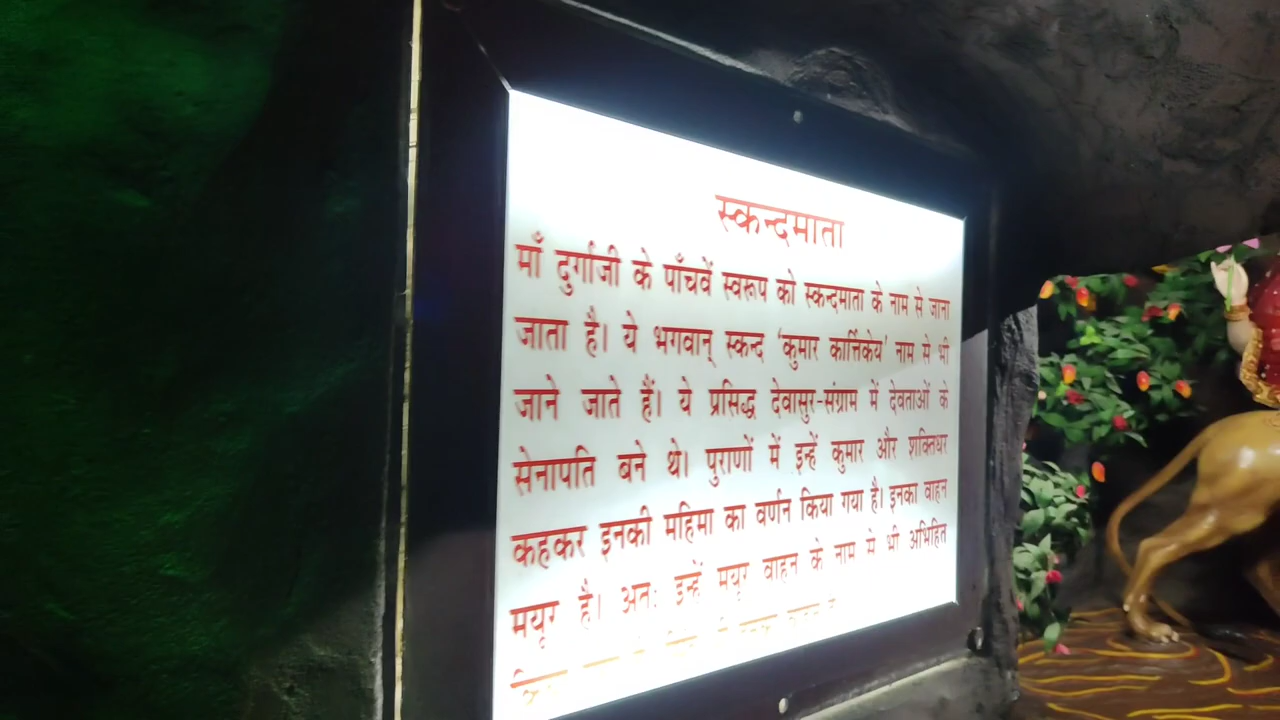 स्कन्दमाता
माँ दुर्गाजी के पाँचवें स्वरूप को स्कन्दमाता के नाम से जाना
जाता है। ये भगवान् स्कन्द ‘कुमार कार्त्तिकेय’ नाम से भी
जाने जाते हैं। ये प्रसिद्ध देवासुर-संग्राम में देवताओं के
सेनापति बने थे। पुराणों में इन्हें कुमार और शक्तिधर
कहकर इनकी महिमा का वर्णन किया गया है। इनका वाहन
मयूर है। अतः इन्हें मयूर वाहन के नाम से भी अभिहित